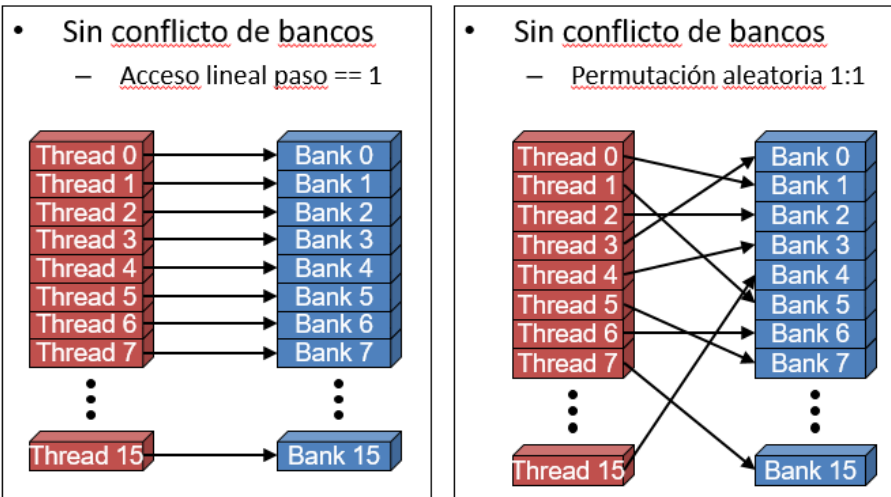 • Sin conflicto de bancos
– Acceso lineal paso == 1
Thread 0
Thread 1
Thread 2
Thread 3
Thread 4
Thread 5
Thread 6
Thread 7
Thread 15
Bank 0
Bank 1
Bank 2
Bank 3
Bank 4
Bank 5
Bank 6
Bank 7
Bank 15
• Sin conflicto de bancos
– Permutación aleatoria 1:1
Thread 0
Thread 1
Thread 2
Thread 3
Thread 4
Thread 5
Thread 6
Thread 7
Thread 15
Bank 0
Bank 1
Bank 2
Bank 3
Bank 4
Bank 5
Bank 6
Bank 7
Bank 15